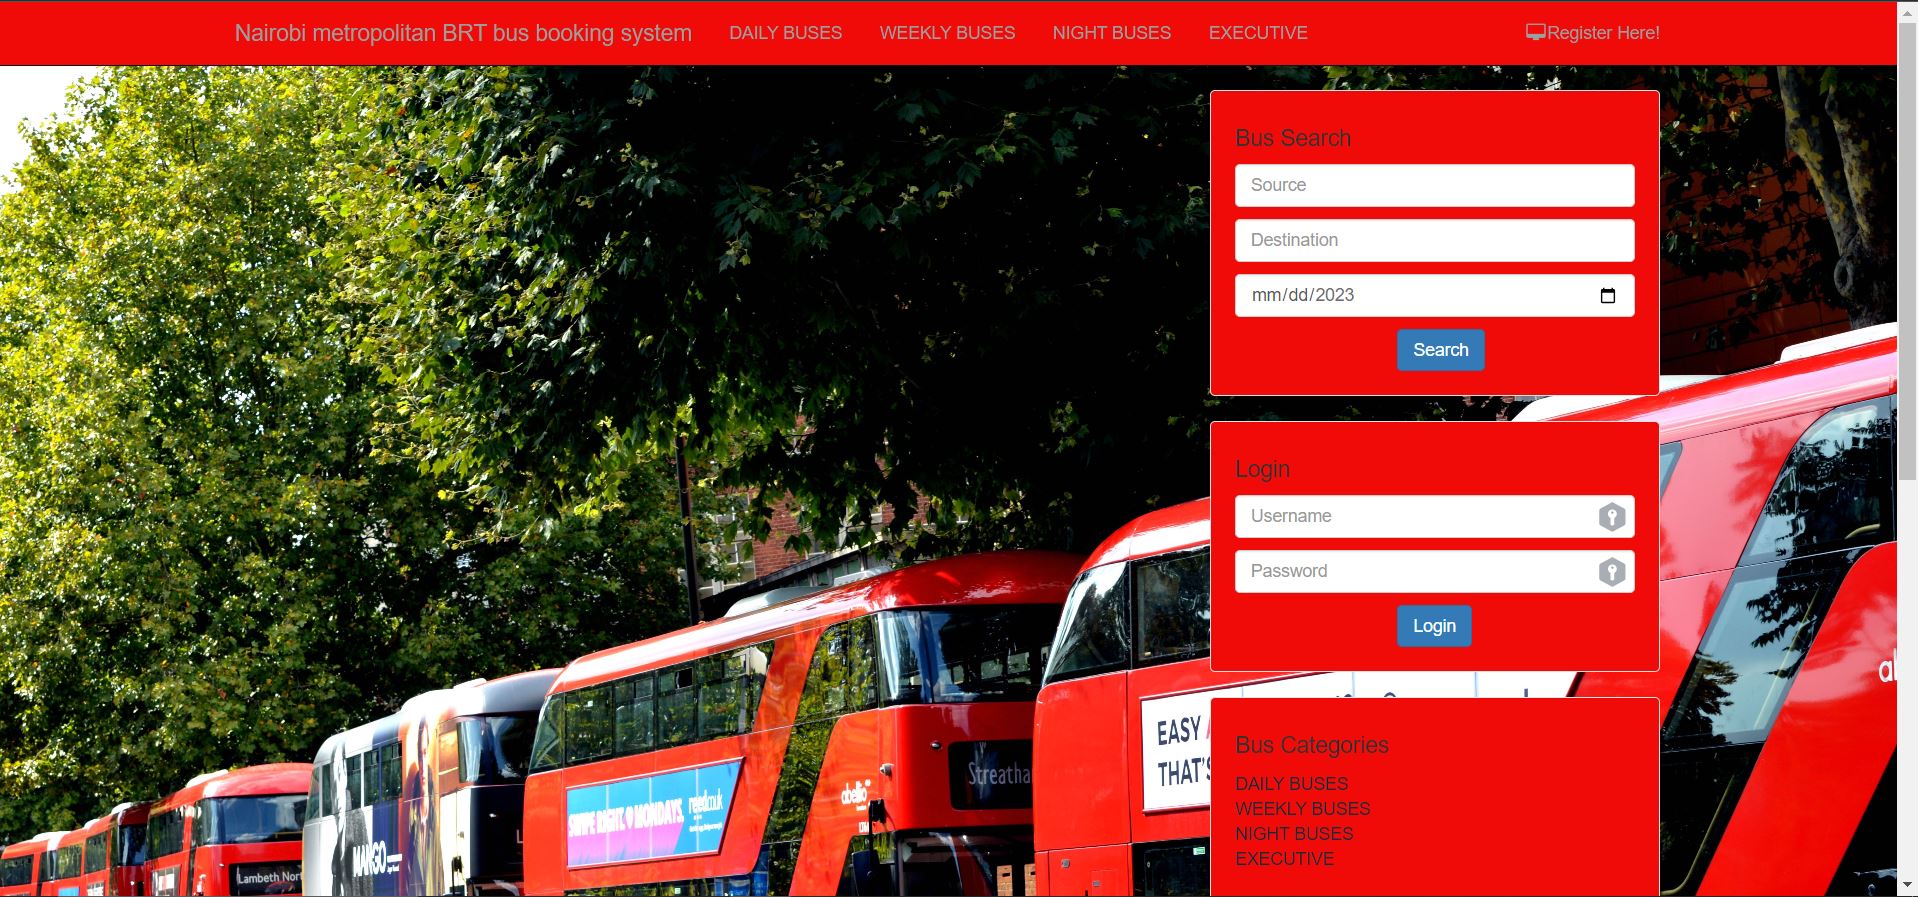 Nairobi metropolitan BRT bus booking system DAILY BUSES WEEKLY BUSES NIGHT BUSES EXECUTIVE Register Here!
Bus Search
Source
Destination
mm/dd/2023
Search
Login
Username
Password
Login
Bus Categories
DAILY BUSES
WEEKLY BUSES
NIGHT BUSES
EXECUTIVE
EASY
THAT'S
Streatha
abellio
SWIPE RIGHT. MONDAYS.
reed.co.uk
MANGO
Lambeth Nort